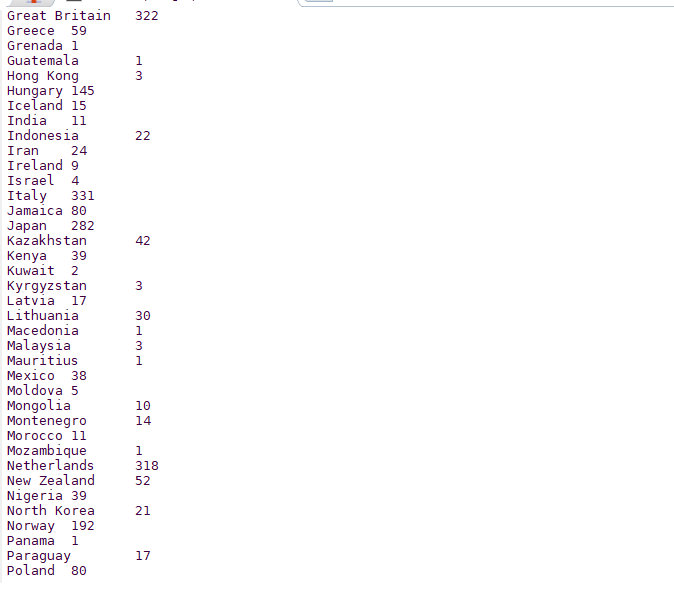 Great Britain 322
Greece 59
Grenada 1
Guatemala 1
Hong Kong 3
Hungary 145
Iceland 15
India 11
Indonesia 22
Iran 24
Ireland 9
Israel 4
Italy 331
Jamaica 80
Japan 282
Kazakhstan 42
Kenya 39
Kuwait 2
Kyrgyzstan 3
Latvia 17
Lithuania 30
Macedonia 1
Malaysia 3
Mauritius 1
Mexico 38
Moldova 5
Mongolia 10
Montenegro 14
Morocco 11
Mozambique 1
Netherlands 318
New Zealand 52
Nigeria 39
North Korea 21
Norway 192
Panama 1
Paraguay 17
Poland 80